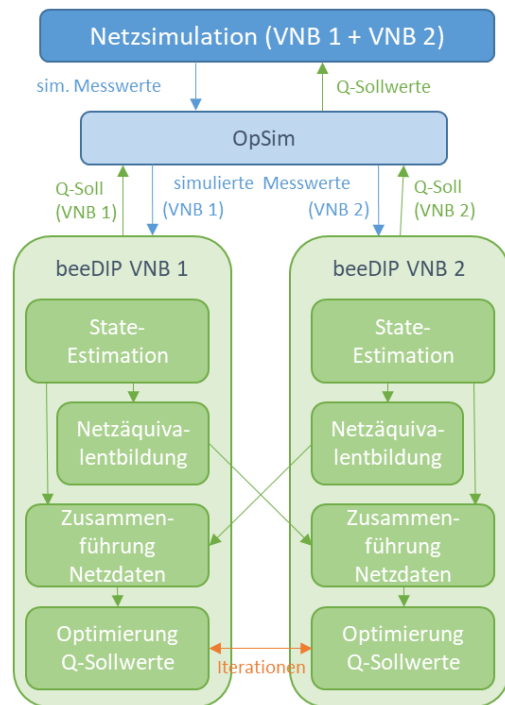 Netzsimulation (VNB 1 + VNB 2)
sim. Messwerte
Q-Sollwerte
OpSim
Q-Soll
(VNB 1)
simulierte Messwerte
(VNB 1)
(VNB 2)
Q-Soll
(VNB 2)
beeDIP VNB 1
State-
Estimation
Netzäquiva-
lentbildung
Zusammen-
führung
Netzdaten
Optimierung
Q-Sollwerte
Iterationen
beeDIP VNB 2
State-
Estimation
Netzäquiva-
lentbildung
Zusammen-
führung
Netzdaten
Optimierung
Q-Sollwerte